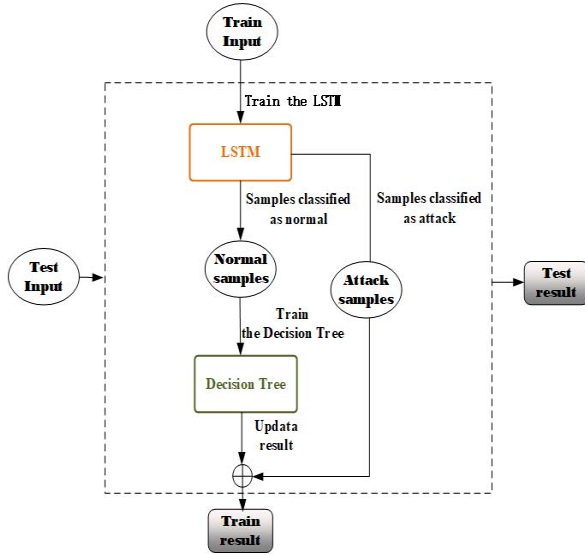 Train
Input
Train the LSTM
LSTM
Samples classified
as normal
Samples classified
as attack
Normal
samples
Test
Input
Attack
samples
Test
result
Train
the Decision Tree
Decision Tree
Updata
result
Train
result